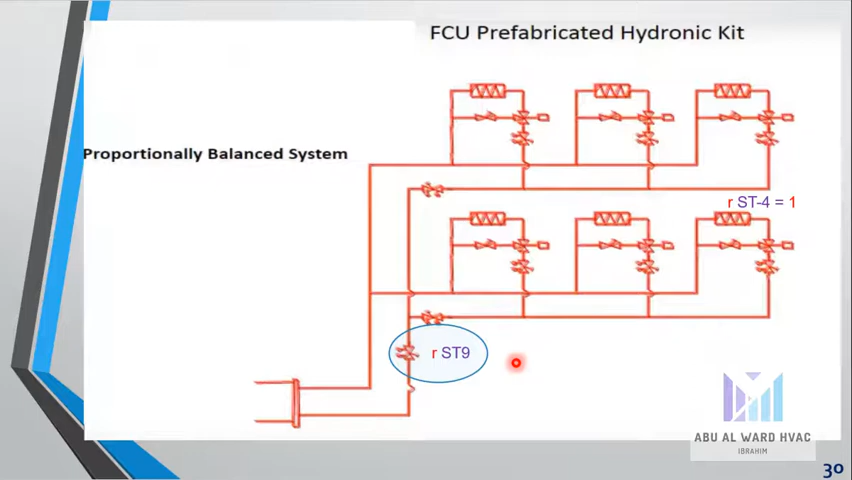 FCU Prefabricated Hydronic Kit
Proportionally Balanced System
r ST-4 = 1
r ST9
ABU AL WARD HVAC
IBRAHIM
30